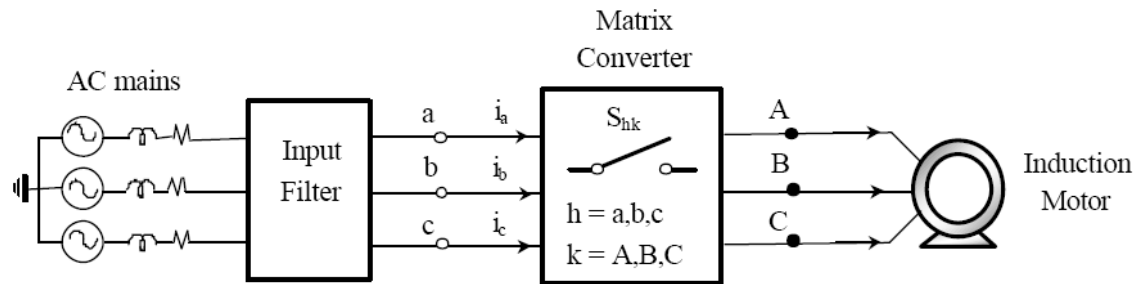 Matrix
Converter
AC mains
Input
Filter
a
i_a
b
i_b
c
i_c
S_hk
h = a,b,c
k = A,B,C
A
B
C
Induction
Motor